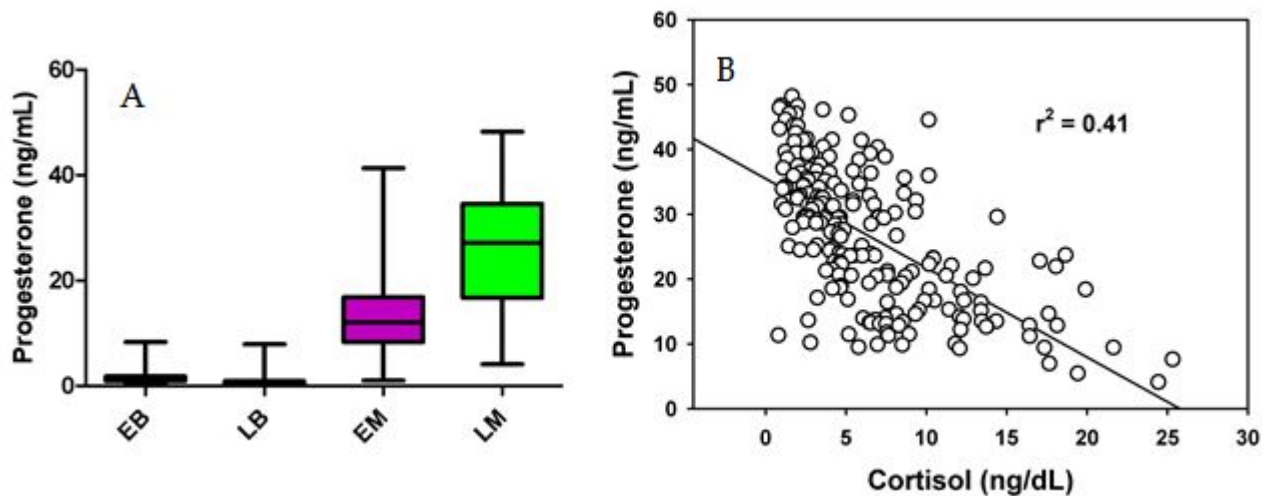 A
Progesterone (ng/mL)
60
40
20
0
EB
LB
EM
LM
B
Progesterone (ng/mL)
60
50
40
30
20
10
0
r² = 0.41
0 5 10 15 20 25 30
Cortisol (ng/dL)